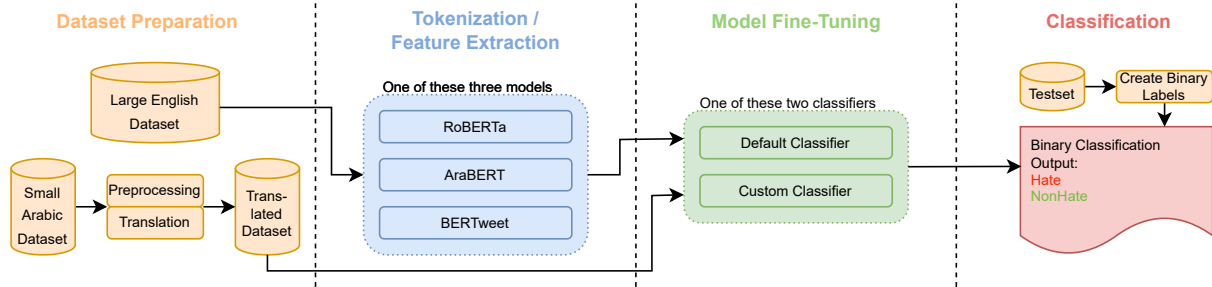 Dataset Preparation
Tokenization /
Feature Extraction
Model Fine-Tuning
Classification
Large English
Dataset
Small
Arabic
Dataset
Preprocessing
Translation
Trans-
lated
Dataset
One of these three models
RoBERTa
AraBERT
BERTweet
One of these two classifiers
Default Classifier
Custom Classifier
Testset
Create Binary
Labels
Binary Classification
Output:
Hate
NonHate